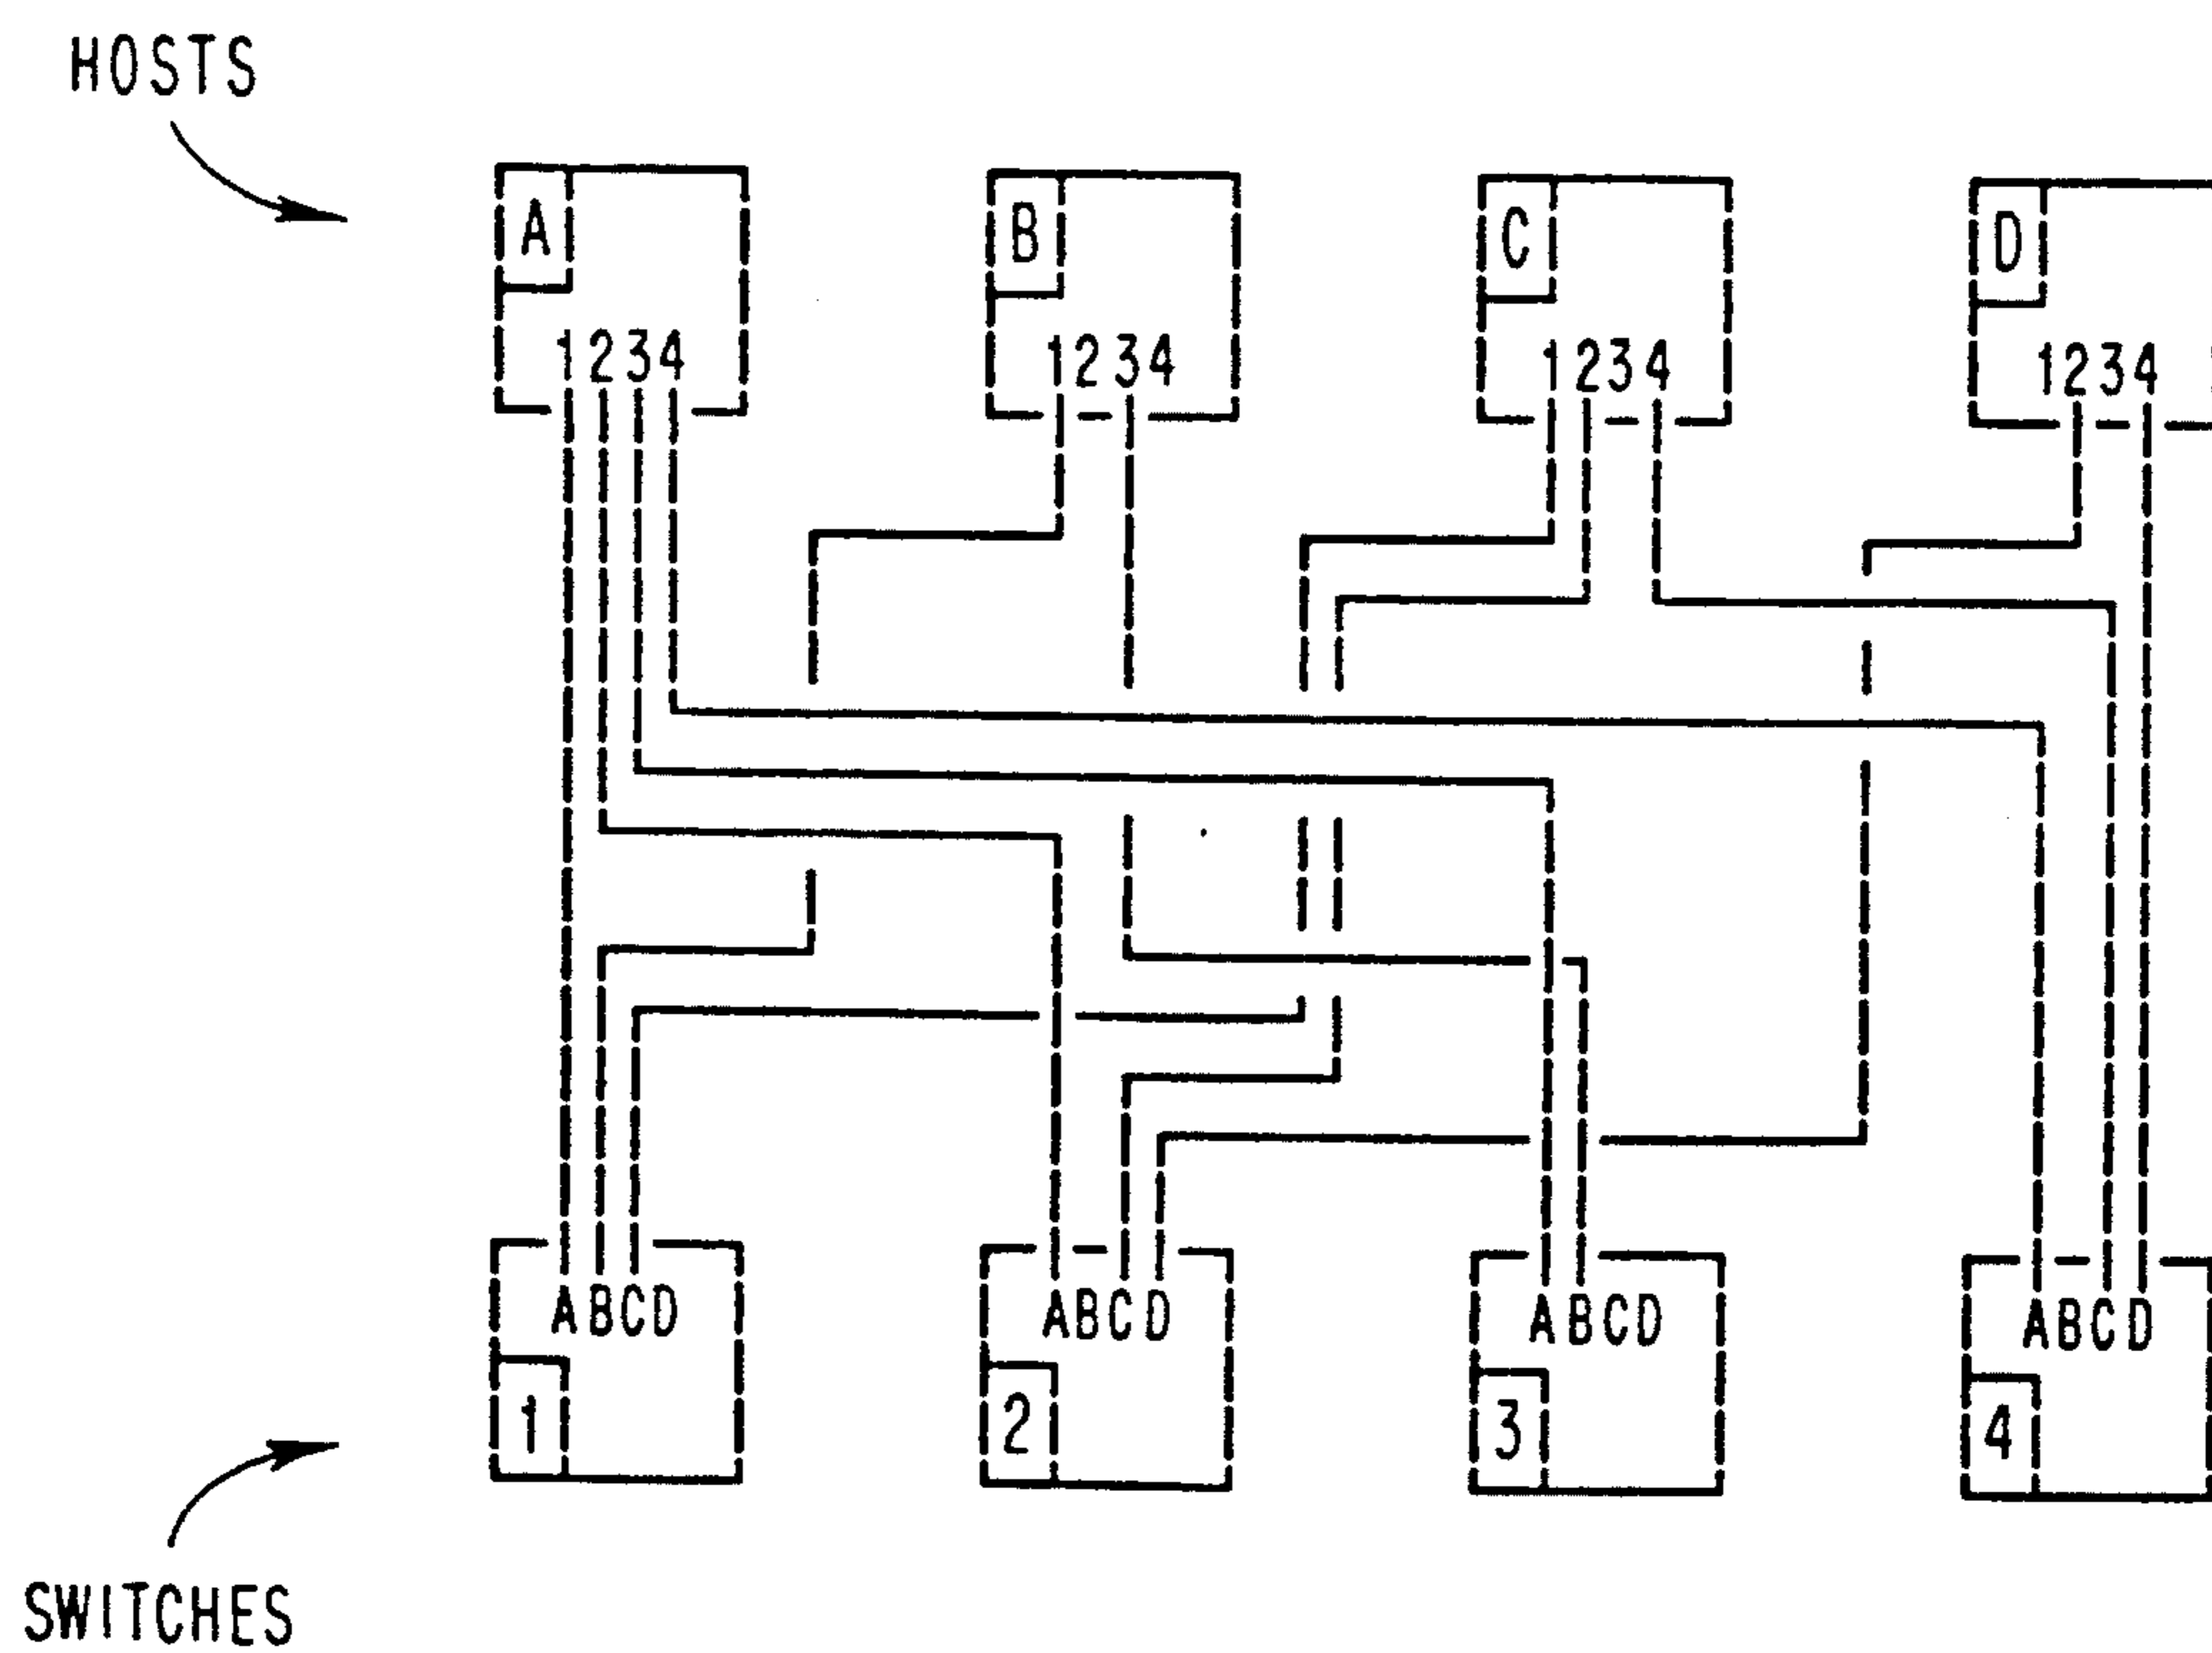 HOSTS
A B C D
1234 1234 1234 1234
ABCD ABCD ABCD ABCD
1 2 3 4
SWITCHES